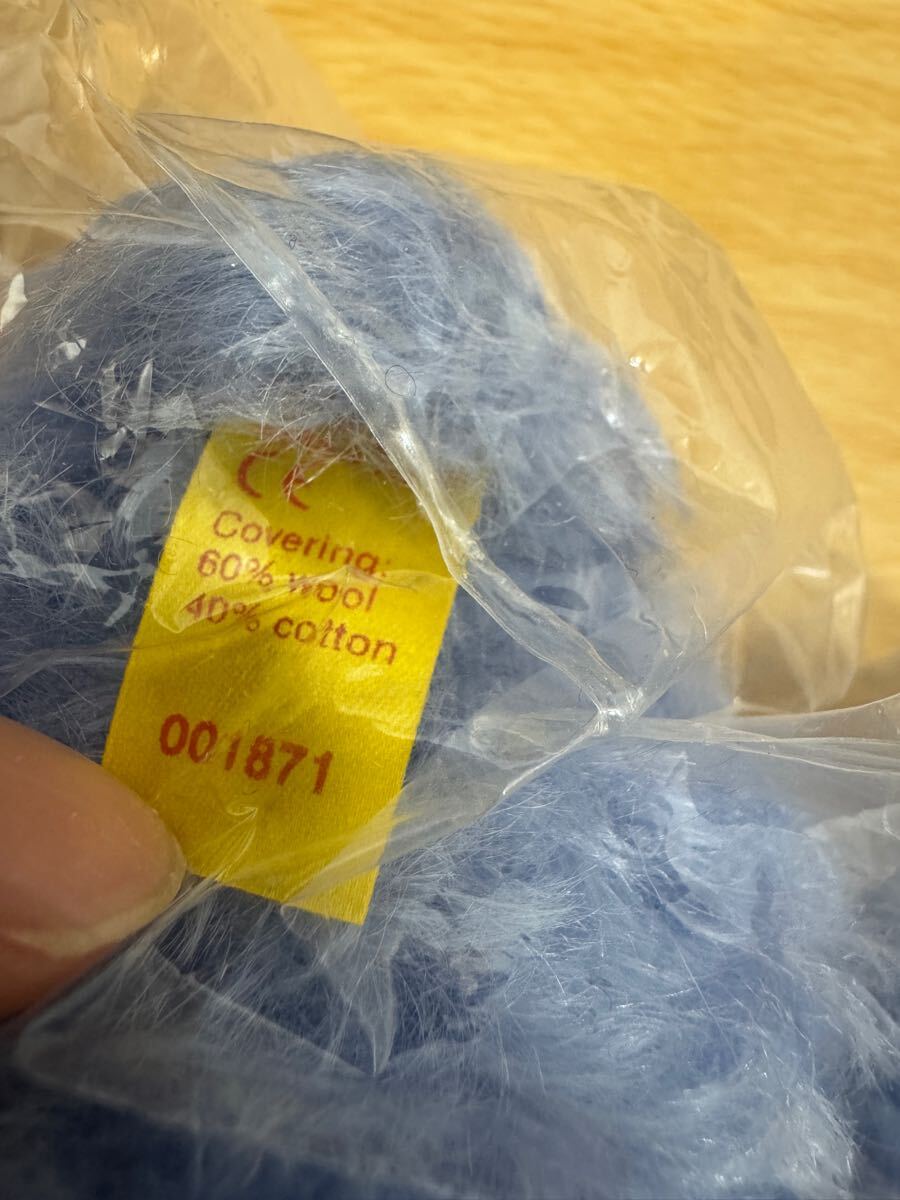 CE
Covering:
60% wool
40% cotton
001871